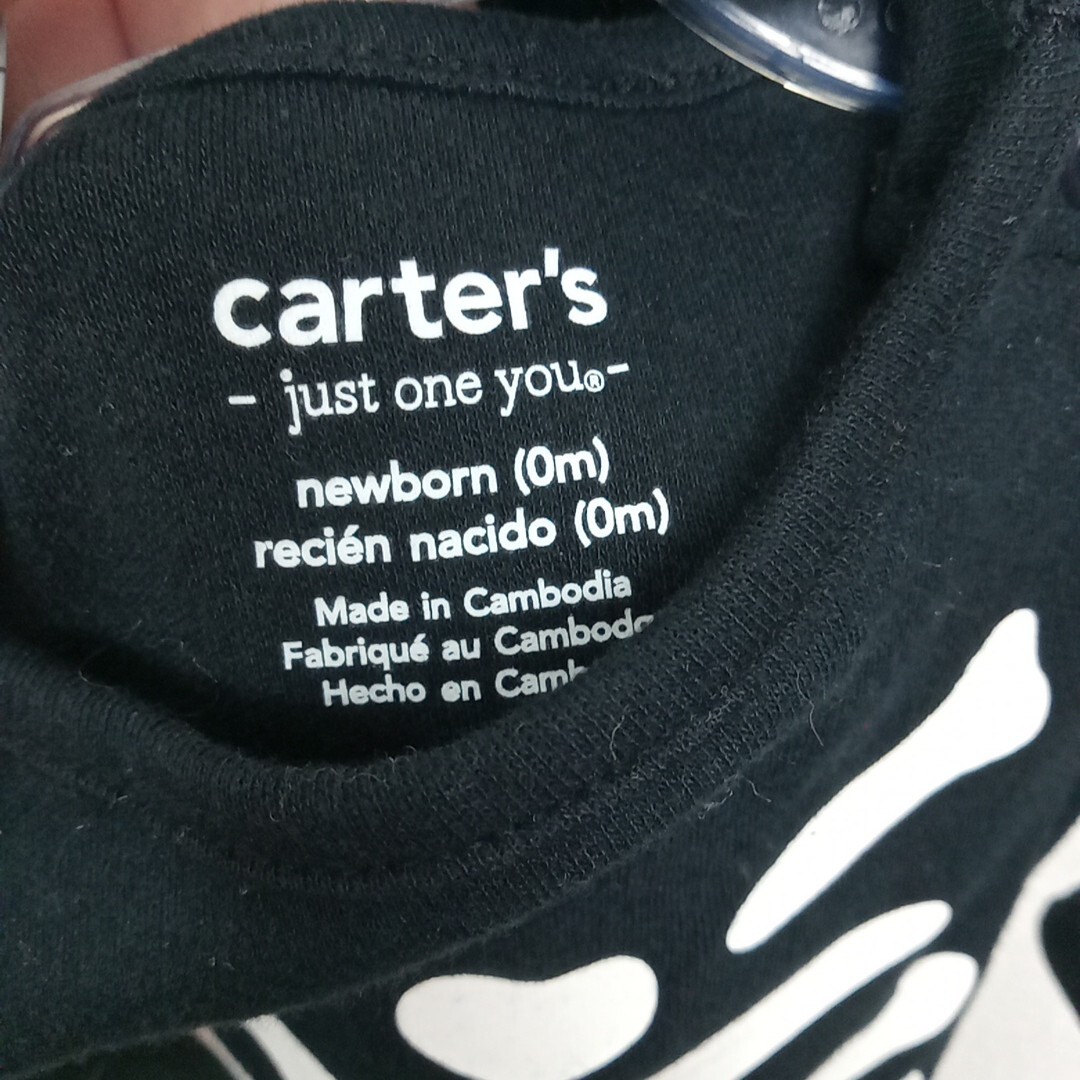 carter's
- just one you®-
newborn (0m)
recién nacido (0m)
Made in Cambodia
Fabriqué au
Hecho en